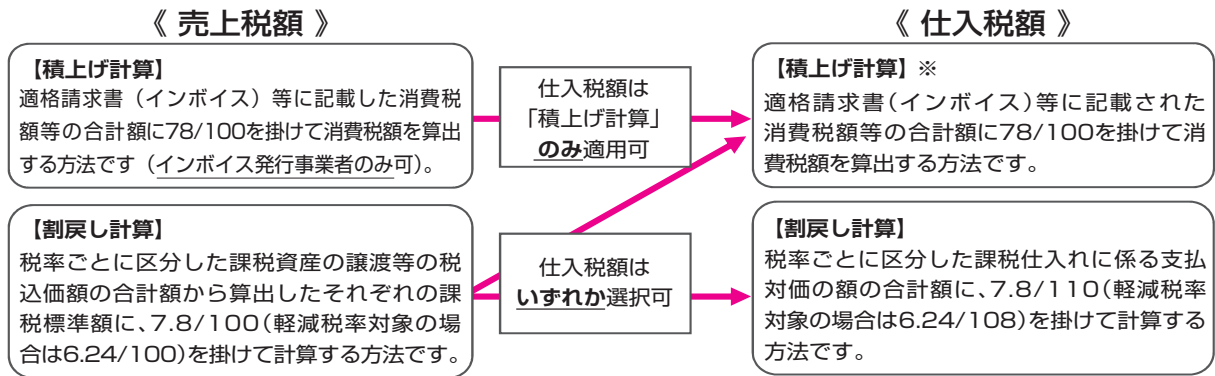 《 売上税額 》
《 仕入税額 》
【積上げ計算】
適格請求書（インボイス）等に記載した消費税
額等の合計額に78/100を掛けて消費税額を算出
する方法です（インボイス発行事業者のみ可）。
仕入税額は
「積上げ計算」
のみ適用可
【積上げ計算】※
適格請求書（インボイス）等に記載された
消費税額等の合計額に78/100を掛けて消
費税額を算出する方法です。
【割戻し計算】
税率ごとに区分した課税資産の譲渡等の税
込価額の合計額から算出したそれぞれの課
税標準額に、7.8/100（軽減税率対象の場
合は6.24/100）を掛けて計算する方法です。
仕入税額は
いずれか選択可
【割戻し計算】
税率ごとに区分した課税仕入れに係る支払
対価の額の合計額に、7.8/110（軽減税率
対象の場合は6.24/108）を掛けて計算する
方法です。